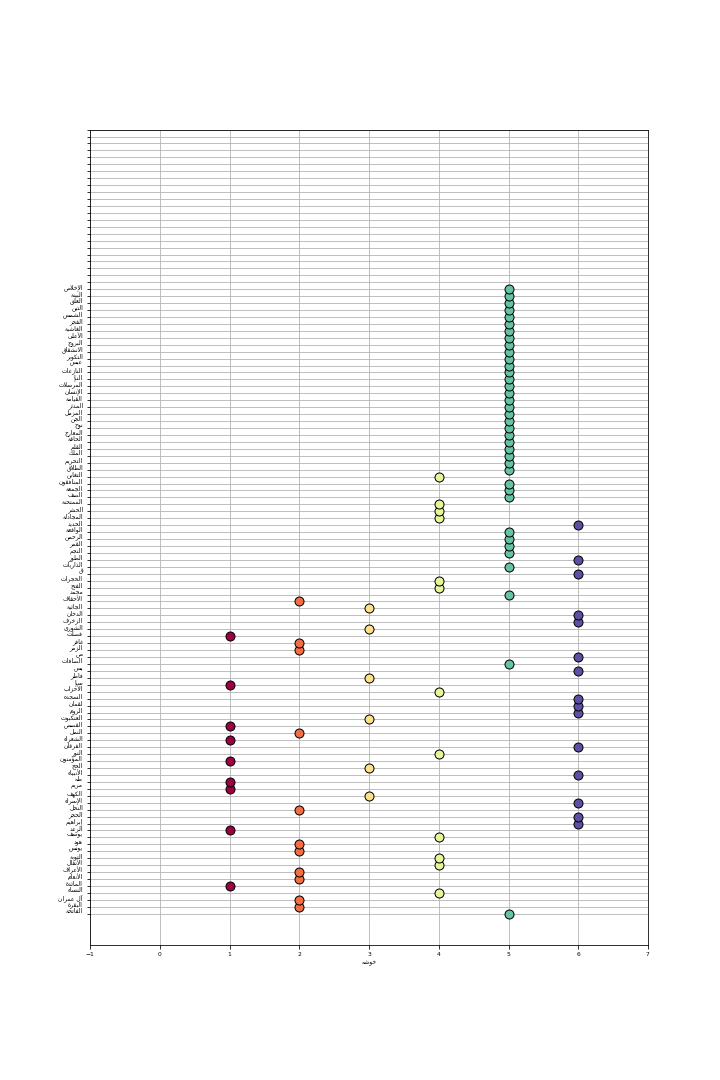 الإخلاص
البينة
العلق
التين
الشمس
الفجر
الغاشية
الأعلى
البروج
الانشقاق
التكوير
عبس
النازعات
النبأ
المرسلات
الإنسان
القيامة
المدثر
المزمل
الجن
نوح
المعارج
الحاقة
القلم
الملك
التحريم
الطلاق
التغابن
المنافقون
الجمعة
الصف
الممتحنة
الحشر
المجادلة
الحديد
الواقعة
الرحمن
القمر
النجم
الطور
الذاريات
ق
الحجرات
الفتح
محمد
الأحقاف
الجاثية
الدخان
الزخرف
الشورى
فصلت
غافر
الزمر
ص
الصافات
يس
فاطر
سبأ
الأحزاب
السجدة
لقمان
الروم
العنكبوت
القصص
النمل
الشعراء
الفرقان
النور
المؤمنون
الحج
الأنبياء
طه
مريم
الكهف
الإسراء
النحل
الحجر
إبراهيم
الرعد
يوسف
هود
يونس
التوبة
الأنفال
الأعراف
الأنعام
المائدة
النساء
آل عمران
البقرة
الفاتحة
−1 0 1 2 3 4 5 6 7
خوشه